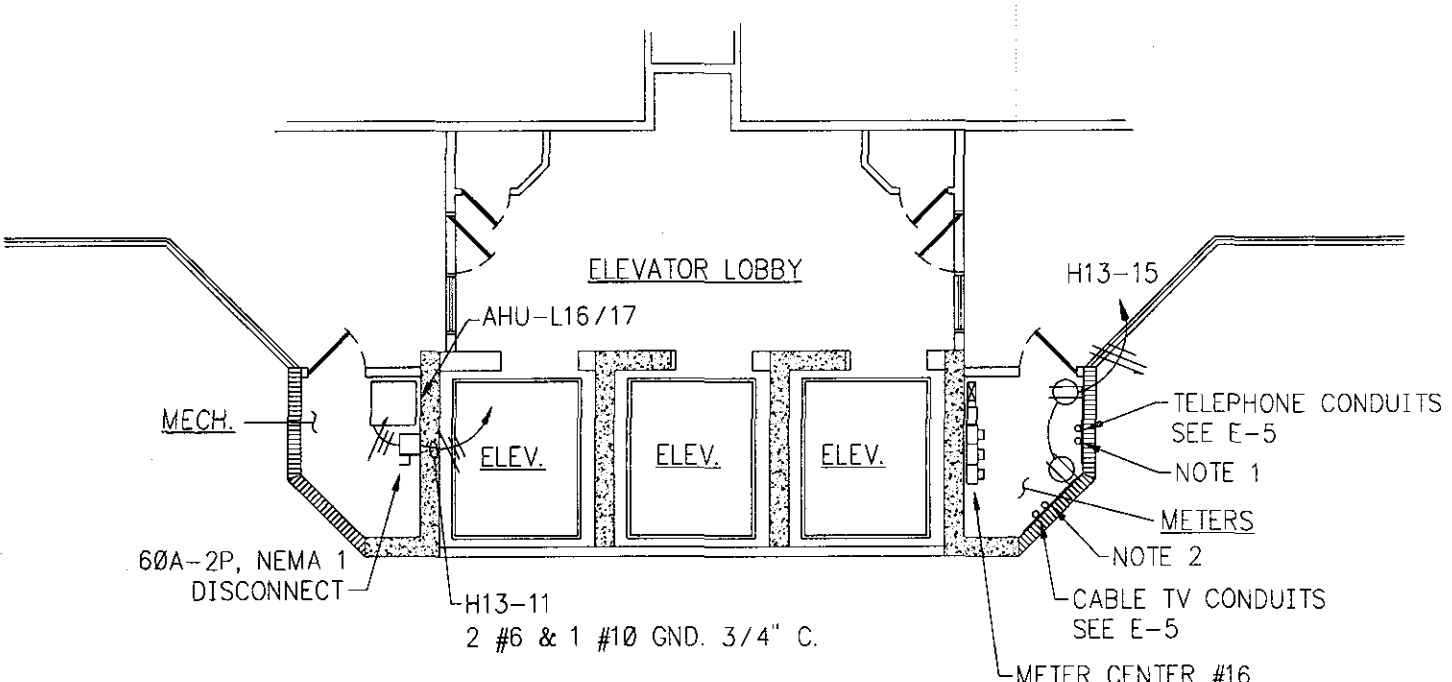 ELEVATOR LOBBY
H13-15
AHU-L16/17
MECH.
ELEV.
ELEV.
ELEV.
TELEPHONE CONDUITS
SEE E-5
NOTE 1
METERS
NOTE 2
60A-2P, NEMA 1
DISCONNECT
H13-11
2 #6 & 1 #10 GND. 3/4" C.
CABLE TV CONDUITS
SEE E-5
METER CENTER #16